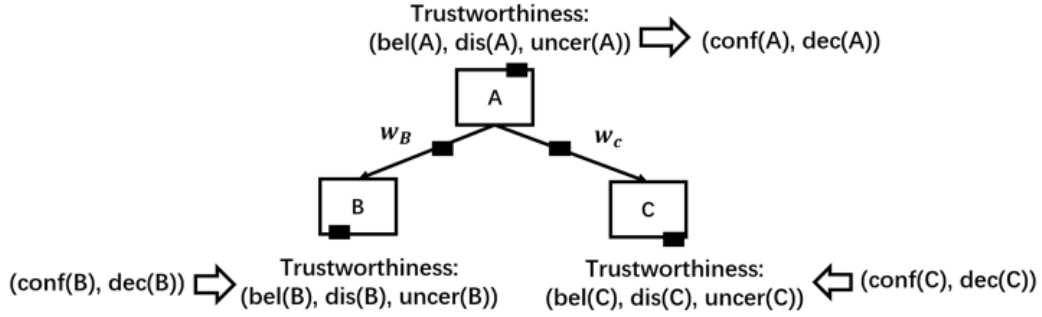 Trustworthiness:
(bel(A), dis(A), uncer(A))
(conf(A), dec(A))
A
w_B
w_c
B
C
(conf(B), dec(B))
Trustworthiness:
(bel(B), dis(B), uncer(B))
Trustworthiness:
(bel(C), dis(C), uncer(C))
(conf(C), dec(C))